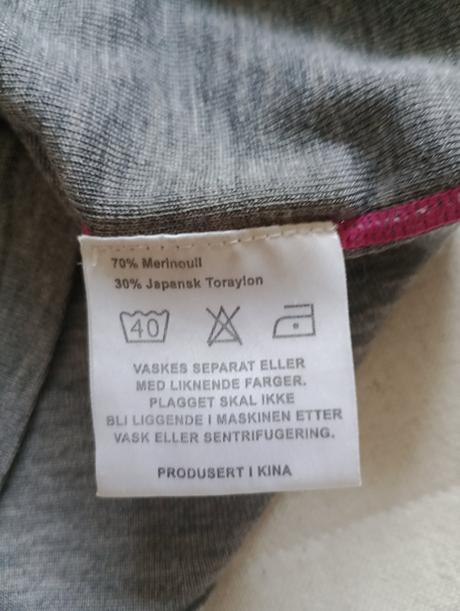 70% Merinoull
30% Japansk Toraylon
40
VASKES SEPARAT ELLER
MED LIKNENDE FARGER.
PLAGGET SKAL IKKE
BLI LIGGENDE I MASKINEN ETTER
VASK ELLER SENTRIFUGERING.
PRODUSERT I KINA